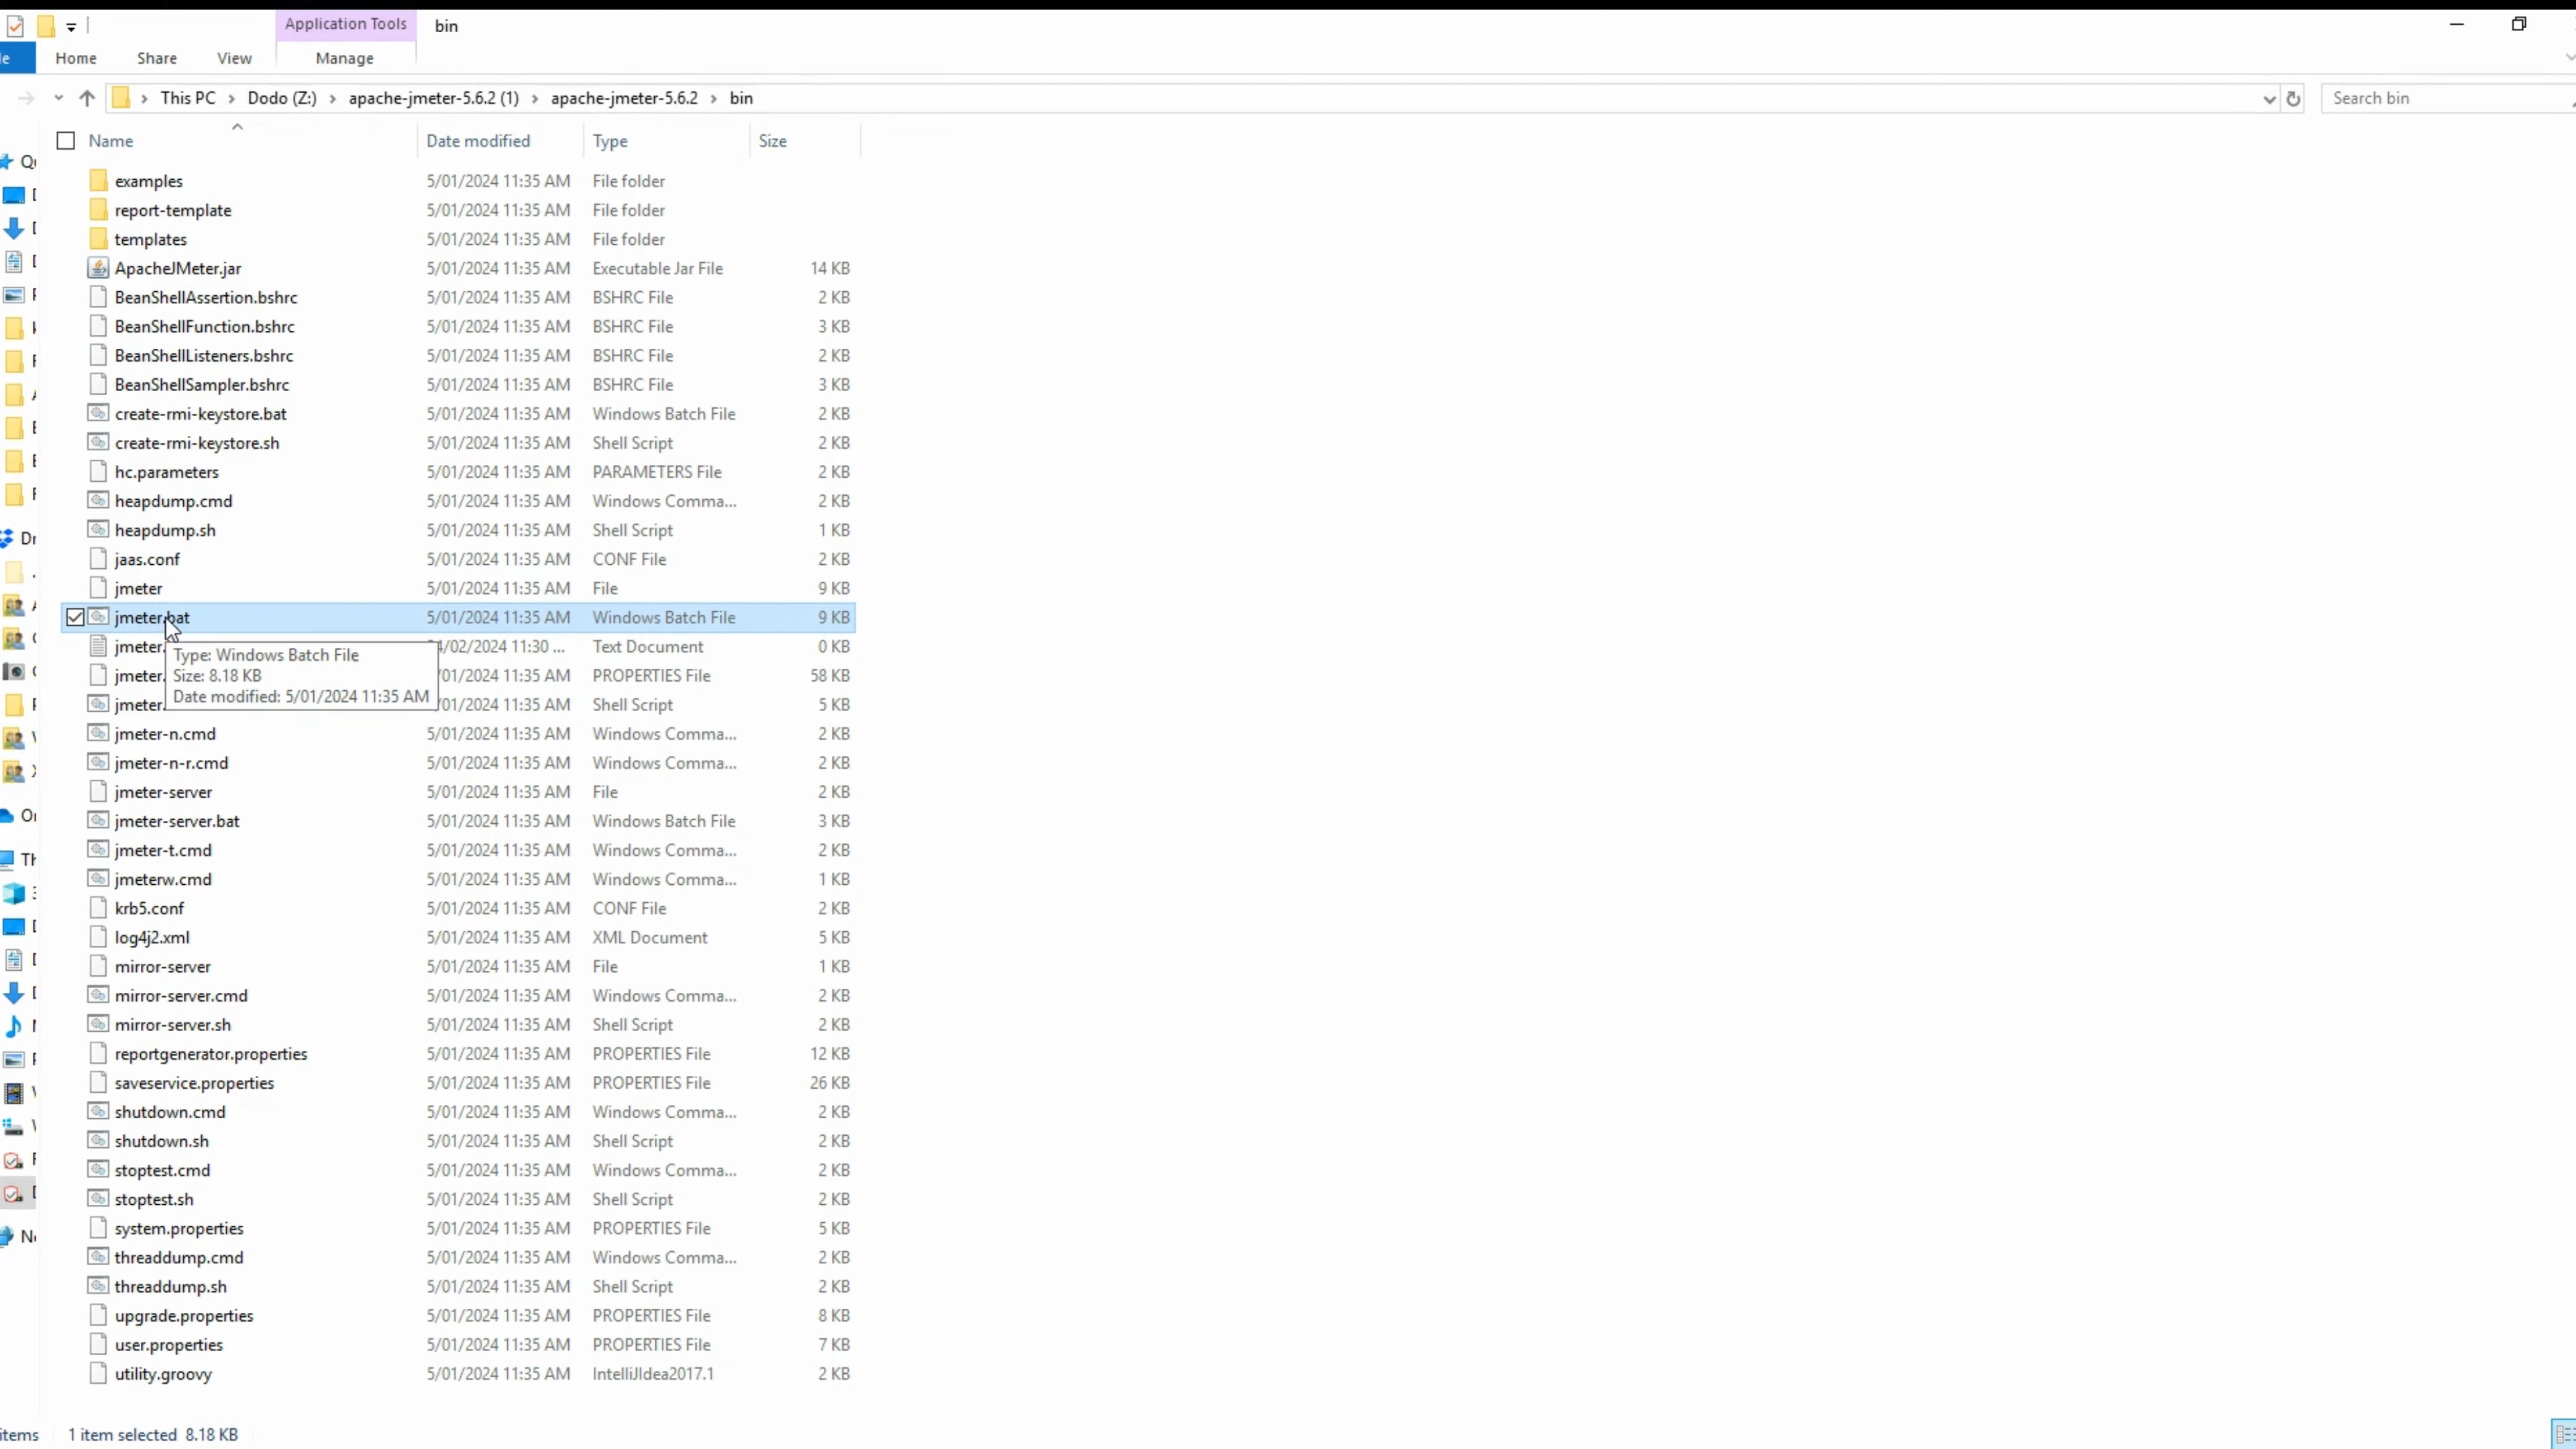 Application Tools bin
Home Share View Manage
This PC Dodo (Z:) apache-jmeter-5.6.2 (1) apache-jmeter-5.6.2 bin Search bin
Name Date modified Type Size
examples 5/01/2024 11:35 AM File folder
report-template 5/01/2024 11:35 AM File folder
templates 5/01/2024 11:35 AM File folder
ApacheJMeter.jar 5/01/2024 11:35 AM Executable Jar File 14 KB
BeanShellAssertion.bshrc 5/01/2024 11:35 AM BSHRC File 2 KB
BeanShellFunction.bshrc 5/01/2024 11:35 AM BSHRC File 3 KB
BeanShellListeners.bshrc 5/01/2024 11:35 AM BSHRC File 2 KB
BeanShellSampler.bshrc 5/01/2024 11:35 AM BSHRC File 3 KB
create-rmi-keystore.bat 5/01/2024 11:35 AM Windows Batch File 2 KB
create-rmi-keystore.sh 5/01/2024 11:35 AM Shell Script 2 KB
hc.parameters 5/01/2024 11:35 AM PARAMETERS File 2 KB
heapdump.cmd 5/01/2024 11:35 AM Windows Comma... 2 KB
heapdump.sh 5/01/2024 11:35 AM Shell Script 1 KB
jaas.conf 5/01/2024 11:35 AM CONF File 2 KB
jmeter 5/01/2024 11:35 AM File 9 KB
jmeter.bat 5/01/2024 11:35 AM Windows Batch File 9 KB
jmeter. 4/02/2024 11:30 ... Text Document 0 KB
Type: Windows Batch File
Size: 8.18 KB
Date modified: 5/01/2024 11:35 AM
jmeter. /01/2024 11:35 AM PROPERTIES File 58 KB
jmeter. /01/2024 11:35 AM Shell Script 5 KB
jmeter-n.cmd 5/01/2024 11:35 AM Windows Comma... 2 KB
jmeter-n-r.cmd 5/01/2024 11:35 AM Windows Comma... 2 KB
jmeter-server 5/01/2024 11:35 AM File 2 KB
jmeter-server.bat 5/01/2024 11:35 AM Windows Batch File 3 KB
jmeter-t.cmd 5/01/2024 11:35 AM Windows Comma... 2 KB
jmeterw.cmd 5/01/2024 11:35 AM Windows Comma... 1 KB
krb5.conf 5/01/2024 11:35 AM CONF File 2 KB
log4j2.xml 5/01/2024 11:35 AM XML Document 5 KB
mirror-server 5/01/2024 11:35 AM File 1 KB
mirror-server.cmd 5/01/2024 11:35 AM Windows Comma... 2 KB
mirror-server.sh 5/01/2024 11:35 AM Shell Script 2 KB
reportgenerator.properties 5/01/2024 11:35 AM PROPERTIES File 12 KB
saveservice.properties 5/01/2024 11:35 AM PROPERTIES File 26 KB
shutdown.cmd 5/01/2024 11:35 AM Windows Comma... 2 KB
shutdown.sh 5/01/2024 11:35 AM Shell Script 2 KB
stoptest.cmd 5/01/2024 11:35 AM Windows Comma... 2 KB
stoptest.sh 5/01/2024 11:35 AM Shell Script 2 KB
system.properties 5/01/2024 11:35 AM PROPERTIES File 5 KB
threaddump.cmd 5/01/2024 11:35 AM Windows Comma... 2 KB
threaddump.sh 5/01/2024 11:35 AM Shell Script 2 KB
upgrade.properties 5/01/2024 11:35 AM PROPERTIES File 8 KB
user.properties 5/01/2024 11:35 AM PROPERTIES File 7 KB
utility.groovy 5/01/2024 11:35 AM IntelliJIdea2017.1 2 KB
items 1 item selected 8.18 KB